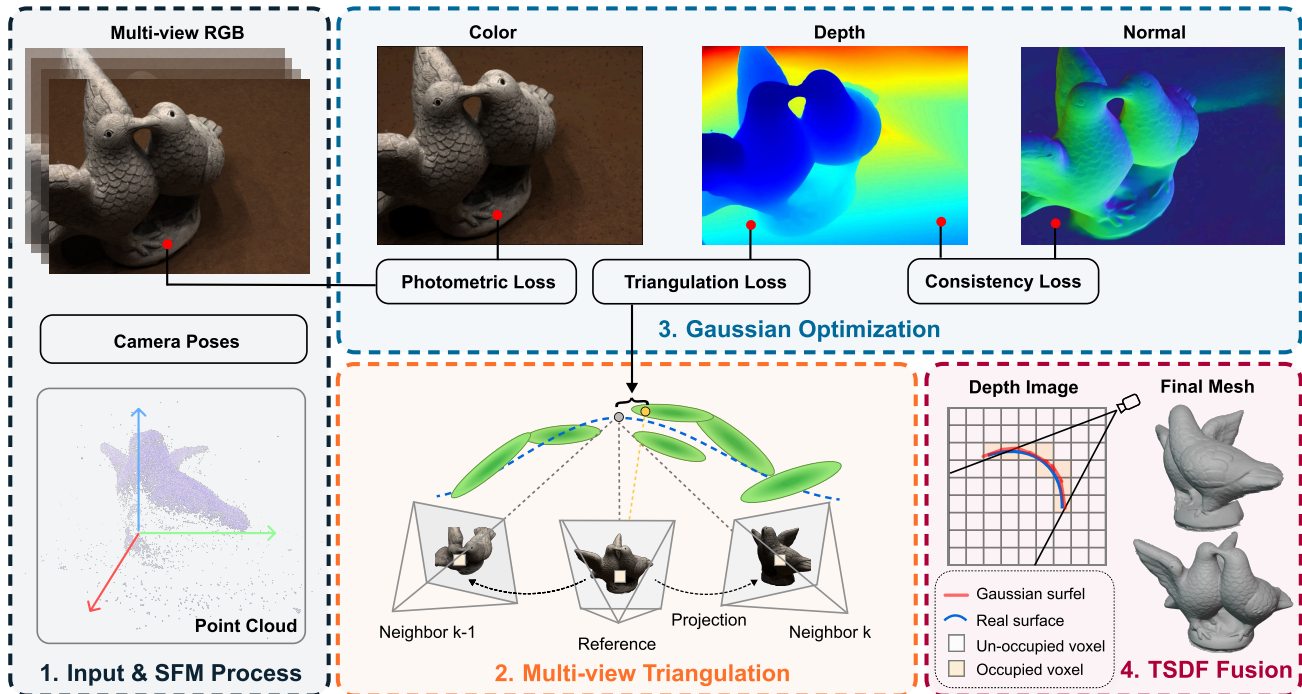 Multi-view RGB
Camera Poses
Point Cloud
1. Input & SFM Process
Color
Depth
Normal
Photometric Loss
Triangulation Loss
Consistency Loss
3. Gaussian Optimization
Neighbor k-1
Reference
Projection
Neighbor k
2. Multi-view Triangulation
Depth Image
Final Mesh
Gaussian surfel
Real surface
Un-occupied voxel
Occupied voxel
4. TSDF Fusion